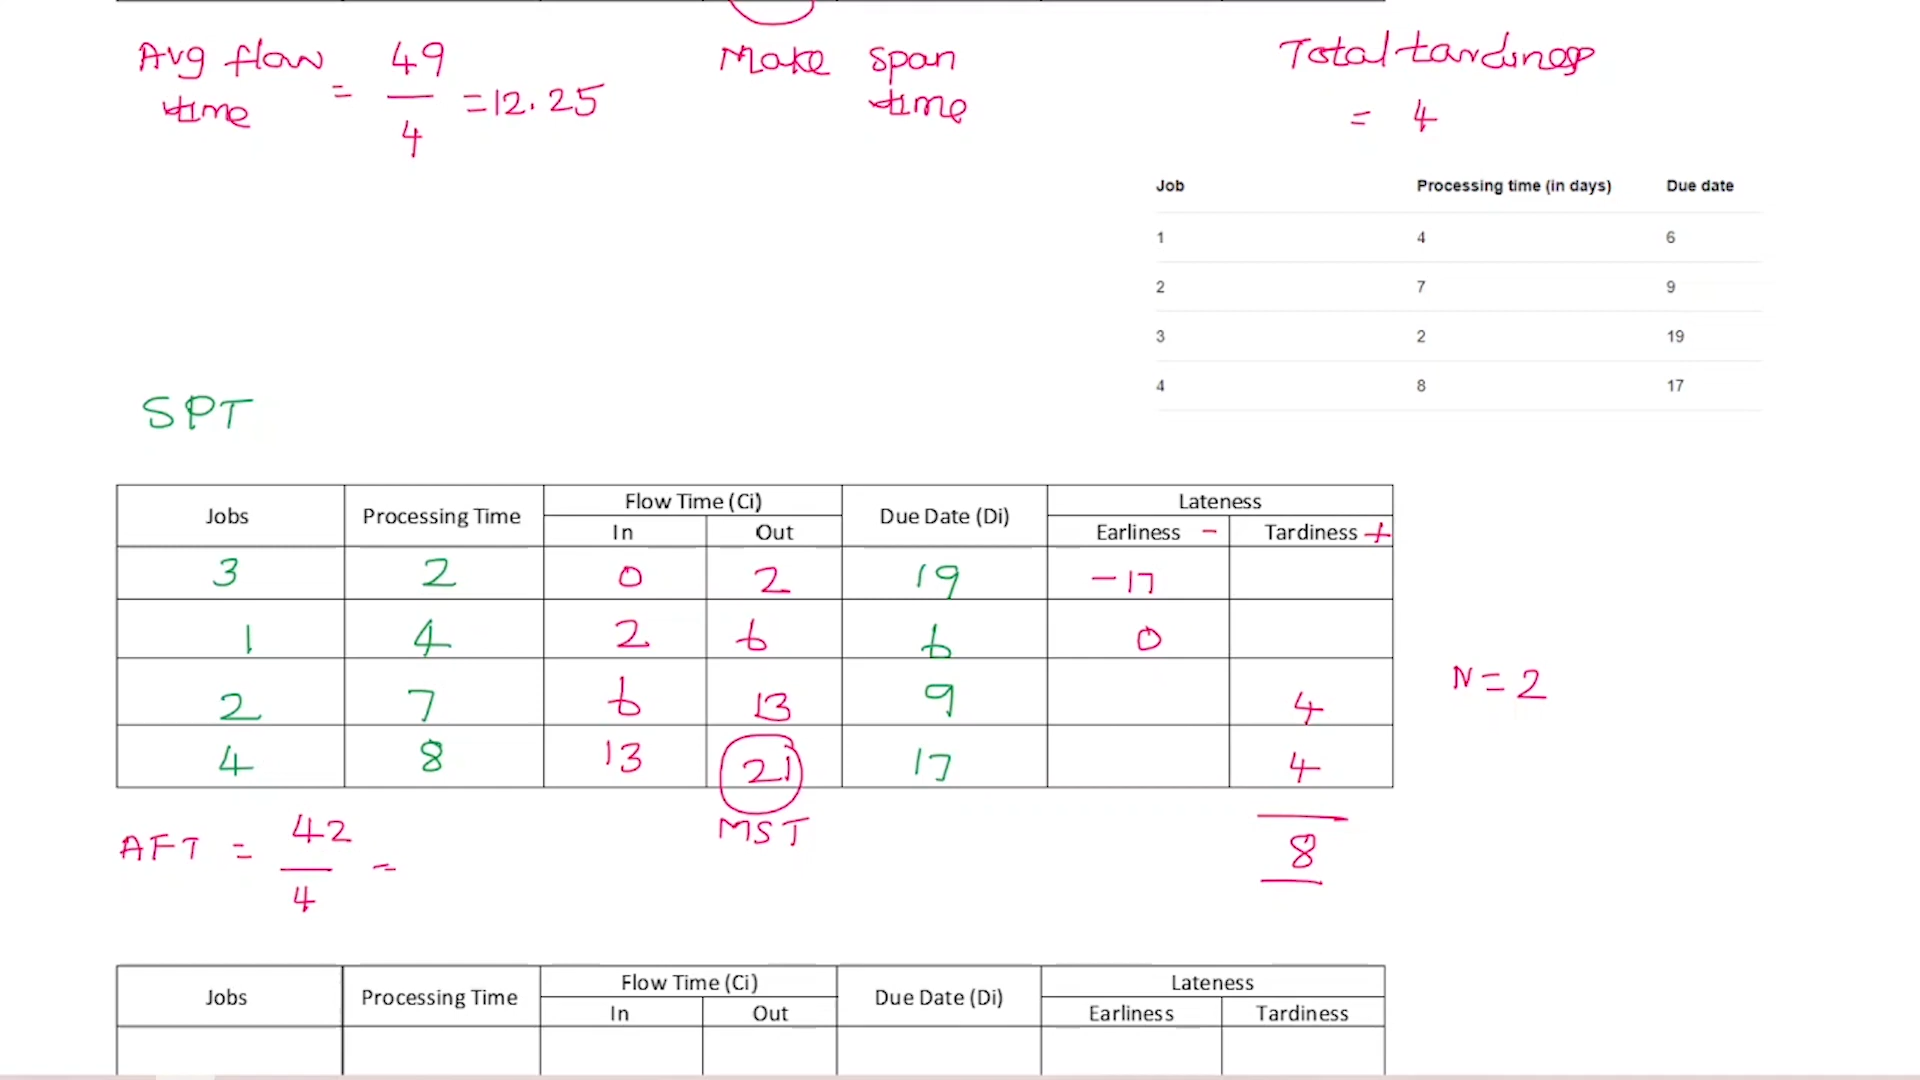 Avg flow time = 49 / 4 = 12.25
Make span time
Total tardiness = 4
Job Processing time (in days) Due date
1 4 6
2 7 9
3 2 19
4 8 17
SPT
Jobs Processing Time Flow Time (Ci) Due Date (Di) Lateness
In Out Earliness - Tardiness +
3 2 0 2 19 -17
1 4 2 6 6 0
2 7 6 13 9 4
4 8 13 21 17 4
N = 2
MST
8
AFT = 42 / 4 =
Jobs Processing Time Flow Time (Ci) Due Date (Di) Lateness
In Out Earliness Tardiness